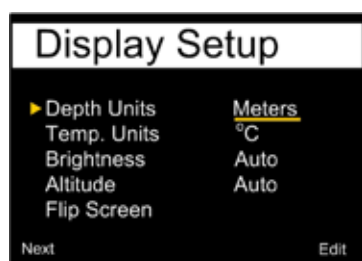 Display Setup
Depth Units Meters
Temp. Units °C
Brightness Auto
Altitude Auto
Flip Screen
Next Edit